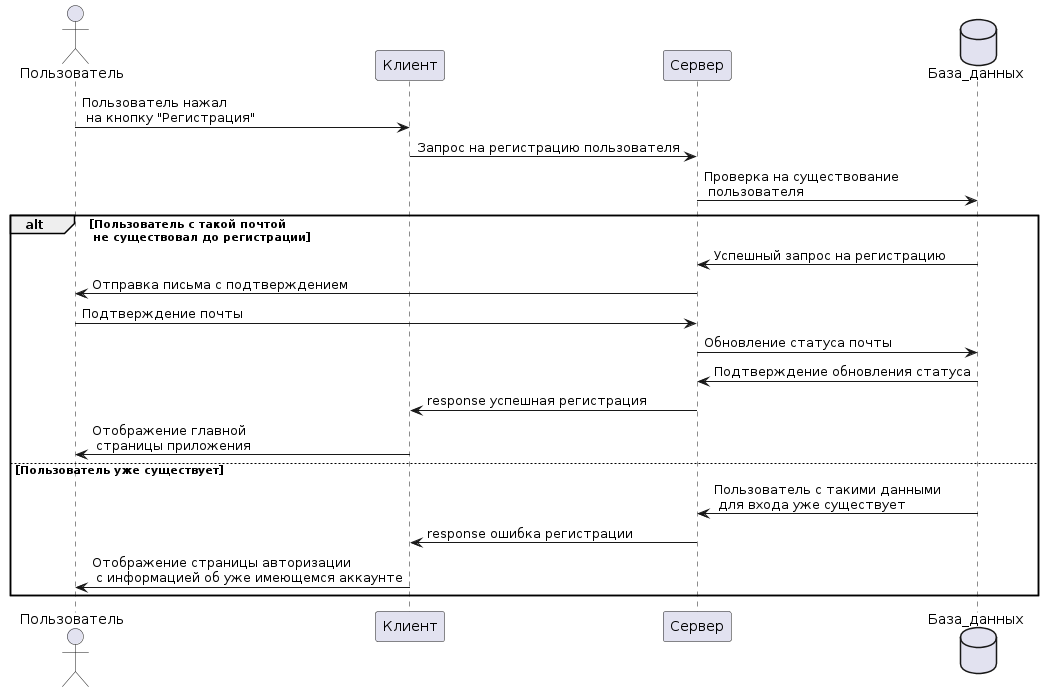 Пользователь
Клиент
Сервер
База_данных
Пользователь нажал
на кнопку "Регистрация"
Запрос на регистрацию пользователя
Проверка на существование
пользователя
alt
[Пользователь с такой почтой
не существовал до регистрации]
Успешный запрос на регистрацию
Отправка письма с подтверждением
Подтверждение почты
Обновление статуса почты
Подтверждение обновления статуса
response успешная регистрация
Отображение главной
страницы приложения
[Пользователь уже существует]
Пользователь с такими данными
для входа уже существует
response ошибка регистрации
Отображение страницы авторизации
с информацией об уже имеющемся аккаунте
Пользователь
Клиент
Сервер
База_данных